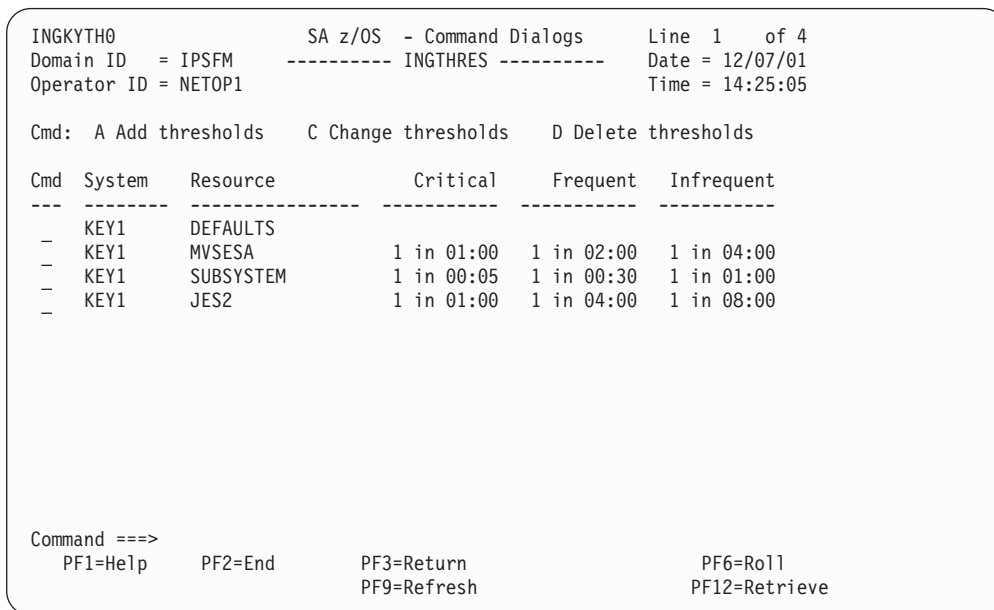 INGKYTH0                 SA z/OS  - Command Dialogs      Line  1    of 4
Domain ID   = IPSFM     ---------- INGTHRES ----------    Date = 12/07/01
Operator ID = NETOP1                                      Time = 14:25:05
Cmd:  A Add thresholds    C Change thresholds    D Delete thresholds
Cmd  System    Resource             Critical     Frequent   Infrequent
---  --------  ----------------  -----------  -----------  -----------
_    KEY1      DEFAULTS
_    KEY1      MVSESA            1 in 01:00   1 in 02:00   1 in 04:00
_    KEY1      SUBSYSTEM         1 in 00:05   1 in 00:30   1 in 01:00
_    KEY1      JES2              1 in 01:00   1 in 04:00   1 in 08:00
Command ===>
PF1=Help    PF2=End        PF3=Return                      PF6=Roll
PF9=Refresh                    PF12=Retrieve